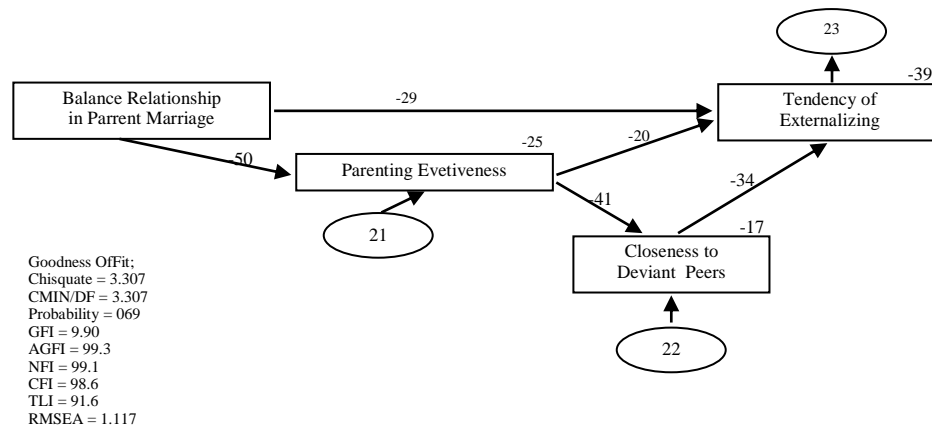 23
-39
Balance Relationship
in Parrent Marriage
-29
Tendency of
Externalizing
-20
-25
-50
Parenting Evetiveness
-34
-41
21
-17
Closeness to
Deviant Peers
22
Goodness OfFit;
Chisquate = 3.307
CMIN/DF = 3.307
Probability = 069
GFI = 9.90
AGFI = 99.3
NFI = 99.1
CFI = 98.6
TLI = 91.6
RMSEA = 1.117